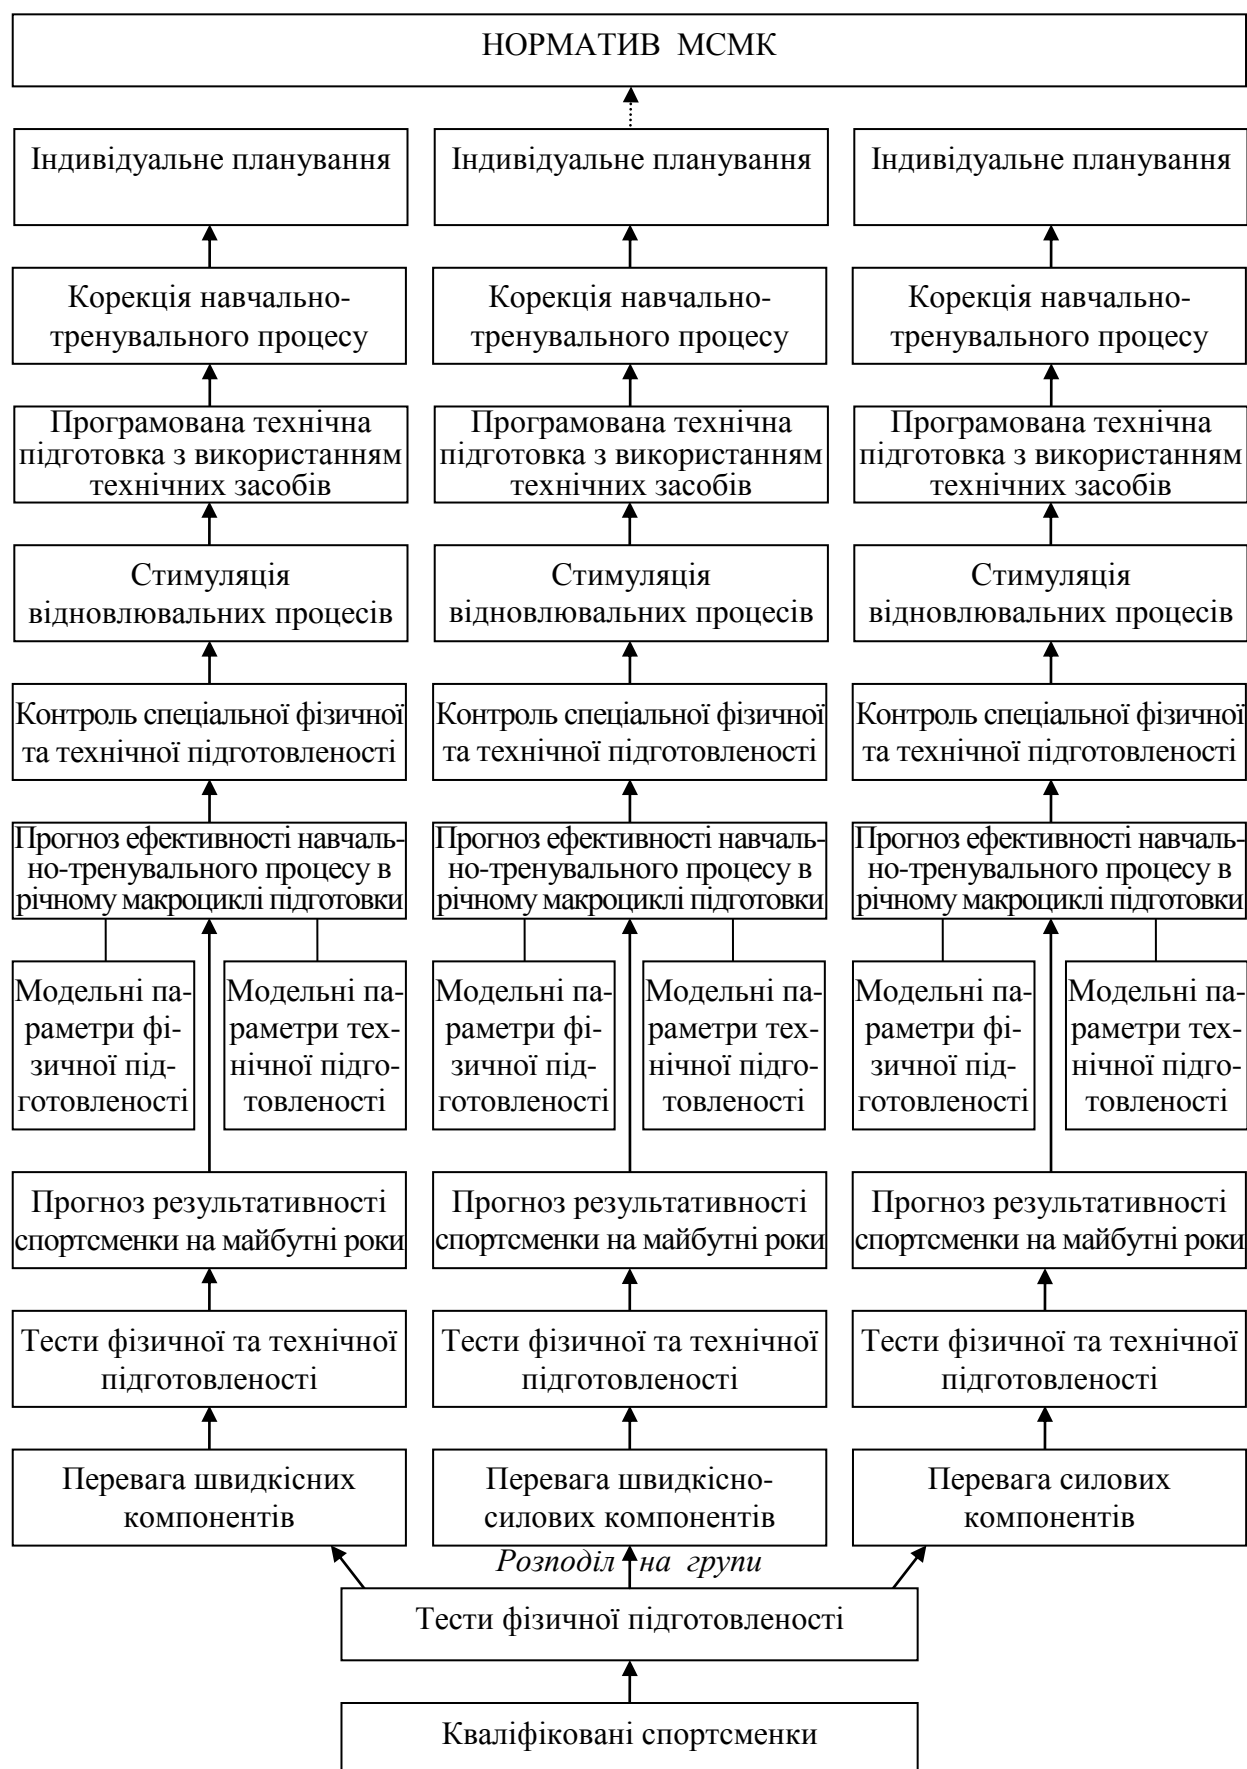 НОРМАТИВ МСМК
Індивідуальне планування
Індивідуальне планування
Індивідуальне планування
Корекція навчально-
тренувального процесу
Корекція навчально-
тренувального процесу
Корекція навчально-
тренувального процесу
Програмована технічна
підготовка з використанням
технічних засобів
Програмована технічна
підготовка з використанням
технічних засобів
Програмована технічна
підготовка з використанням
технічних засобів
Стимуляція
відновлювальних процесів
Стимуляція
відновлювальних процесів
Стимуляція
відновлювальних процесів
Контроль спеціальної фізичної
та технічної підготовленості
Контроль спеціальної фізичної
та технічної підготовленості
Контроль спеціальної фізичної
та технічної підготовленості
Прогноз ефективності навчаль-
но-тренувального процесу в
річному макроциклі підготовки
Прогноз ефективності навчаль-
но-тренувального процесу в
річному макроциклі підготовки
Прогноз ефективності навчаль-
но-тренувального процесу в
річному макроциклі підготовки
Модельні па-
раметри фі-
зичної під-
готовленості
Модельні па-
раметри тех-
нічної підго-
товленості
Модельні па-
раметри фі-
зичної під-
готовленості
Модельні па-
раметри тех-
нічної підго-
товленості
Модельні па-
раметри фі-
зичної під-
готовленості
Модельні па-
раметри тех-
нічної підго-
товленості
Прогноз результативності
спортсменки на майбутні роки
Прогноз результативності
спортсменки на майбутні роки
Прогноз результативності
спортсменки на майбутні роки
Тести фізичної та технічної
підготовленості
Тести фізичної та технічної
підготовленості
Тести фізичної та технічної
підготовленості
Перевага швидкісних
компонентів
Перевага швидкісно-
силових компонентів
Перевага силових
компонентів
Розподіл на групи
Тести фізичної підготовленості
Кваліфіковані спортсменки